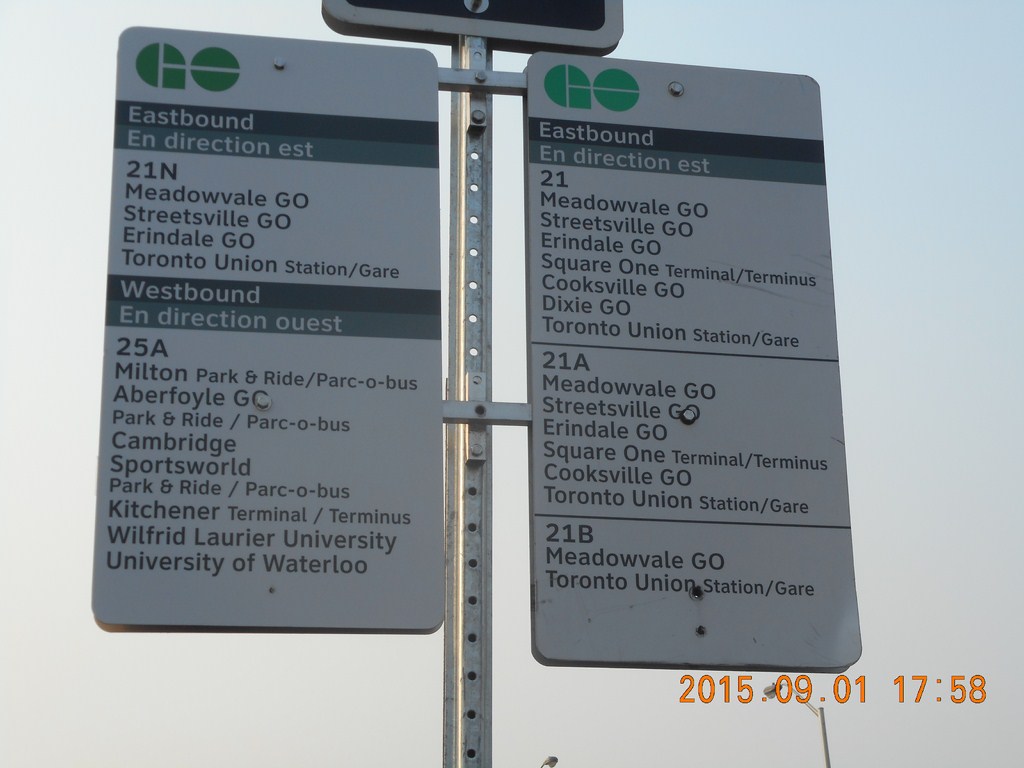 GO
Eastbound
En direction est
21N
Meadowvale GO
Streetsville GO
Erindale GO
Toronto Union Station/Gare
Westbound
En direction ouest
25A
Milton Park & Ride/Parc-o-bus
Aberfoyle GO
Park & Ride / Parc-o-bus
Cambridge
Sportsworld
Park & Ride / Parc-o-bus
Kitchener Terminal / Terminus
Wilfrid Laurier University
University of Waterloo
GO
Eastbound
En direction est
21
Meadowvale GO
Streetsville GO
Erindale GO
Square One Terminal/Terminus
Cooksville GO
Dixie GO
Toronto Union Station/Gare
21A
Meadowvale GO
Streetsville GO
Erindale GO
Square One Terminal/Terminus
Cooksville GO
Toronto Union Station/Gare
21B
Meadowvale GO
Toronto Union Station/Gare
2015.09.01 17:58